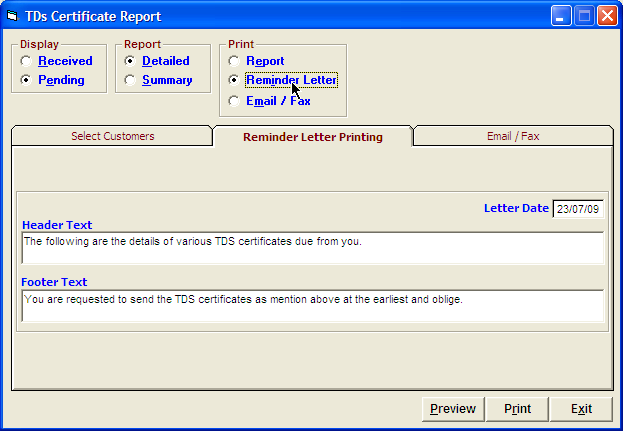 TDs Certificate Report
Display Report Print
Received Detailed Report
Pending Summary Reminder Letter
Email / Fax
Select Customers Reminder Letter Printing Email / Fax
Letter Date 23/07/09
Header Text
The following are the details of various TDS certificates due from you.
Footer Text
You are requested to send the TDS certificates as mention above at the earliest and oblige.
Preview Print Exit